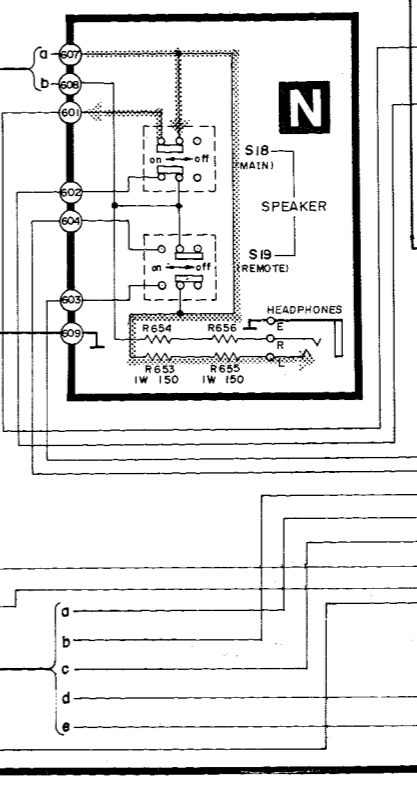 a 607
b 608
601
N
on off
S18
(MAIN)
602
604
SPEAKER
S19
(REMOTE)
on off
603
609
HEADPHONES
E
R654 R656
R
L
R653 R655
1W 150 1W 150
a
b
c
d
e